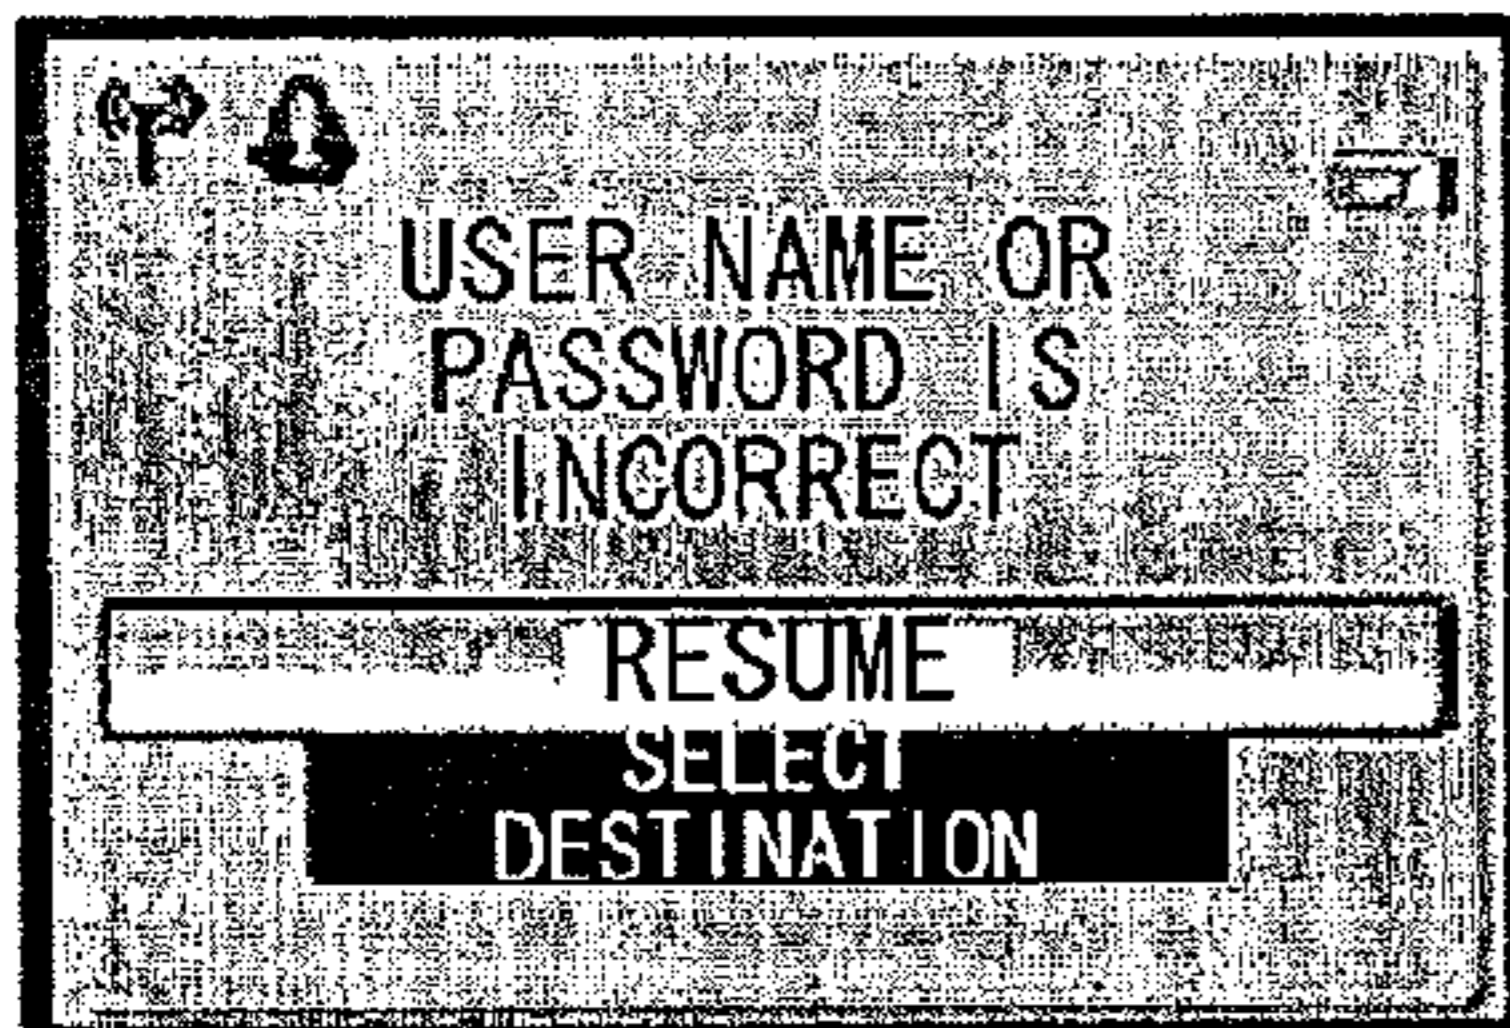 USER NAME OR
PASSWORD IS
INCORRECT
RESUME
SELECT
DESTINATION